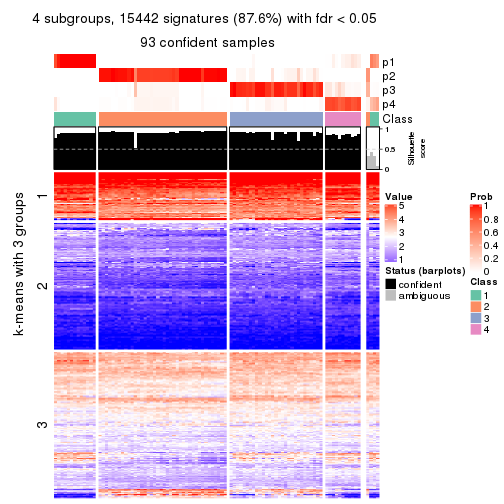 4 subgroups, 15442 signatures (87.6%) with fdr < 0.05
93 confident samples
p1
p2
p3
p4
Class
1
0.5
0
Silhouette
score
k-means with 3 groups
1
2
3
Value
5
4
3
2
1
Status (barplots)
confident
ambiguous
Prob
1
0.8
0.6
0.4
0.2
0
Class
1
2
3
4